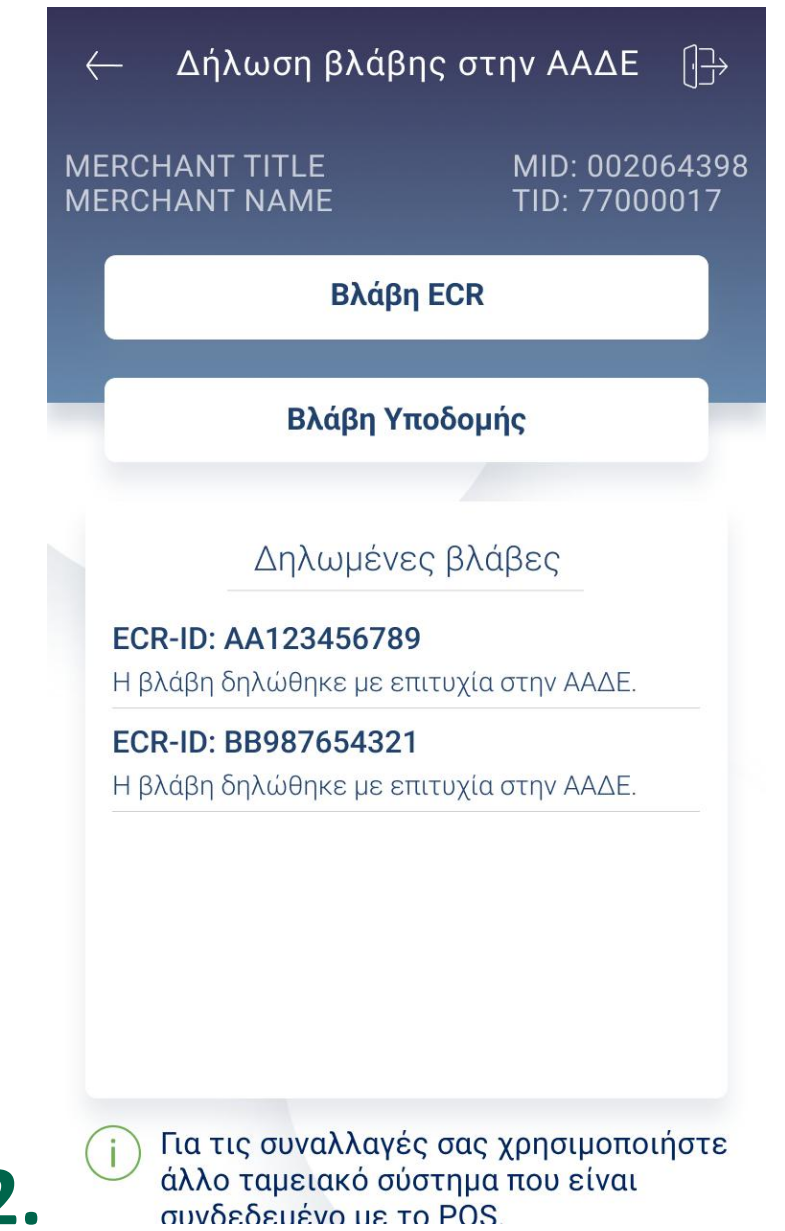 Δήλωση βλάβης στην ΑΑΔΕ
MERCHANT TITLE MID: 002064398
MERCHANT NAME TID: 77000017
Βλάβη ECR
Βλάβη Υποδομής
Δηλωμένες βλάβες
ECR-ID: AA123456789
Η βλάβη δηλώθηκε με επιτυχία στην ΑΑΔΕ.
ECR-ID: BB987654321
Η βλάβη δηλώθηκε με επιτυχία στην ΑΑΔΕ.
i Για τις συναλλαγές σας χρησιμοποιήστε
άλλο ταμειακό σύστημα που είναι
συνδεδεμένο με το POS.
2.